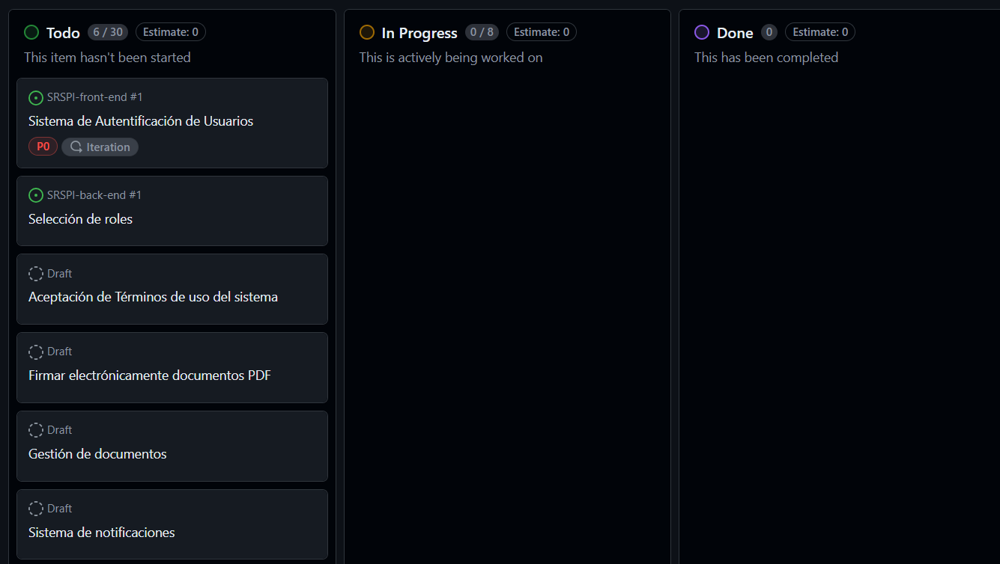 Todo 6 / 30 Estimate: 0
This item hasn't been started
SRSPI-front-end #1
Sistema de Autentificación de Usuarios
P0 Iteration
SRSPI-back-end #1
Selección de roles
Draft
Aceptación de Términos de uso del sistema
Draft
Firmar electrónicamente documentos PDF
Draft
Gestión de documentos
Draft
Sistema de notificaciones
In Progress 0 / 8 Estimate: 0
This is actively being worked on
Done 0 Estimate: 0
This has been completed